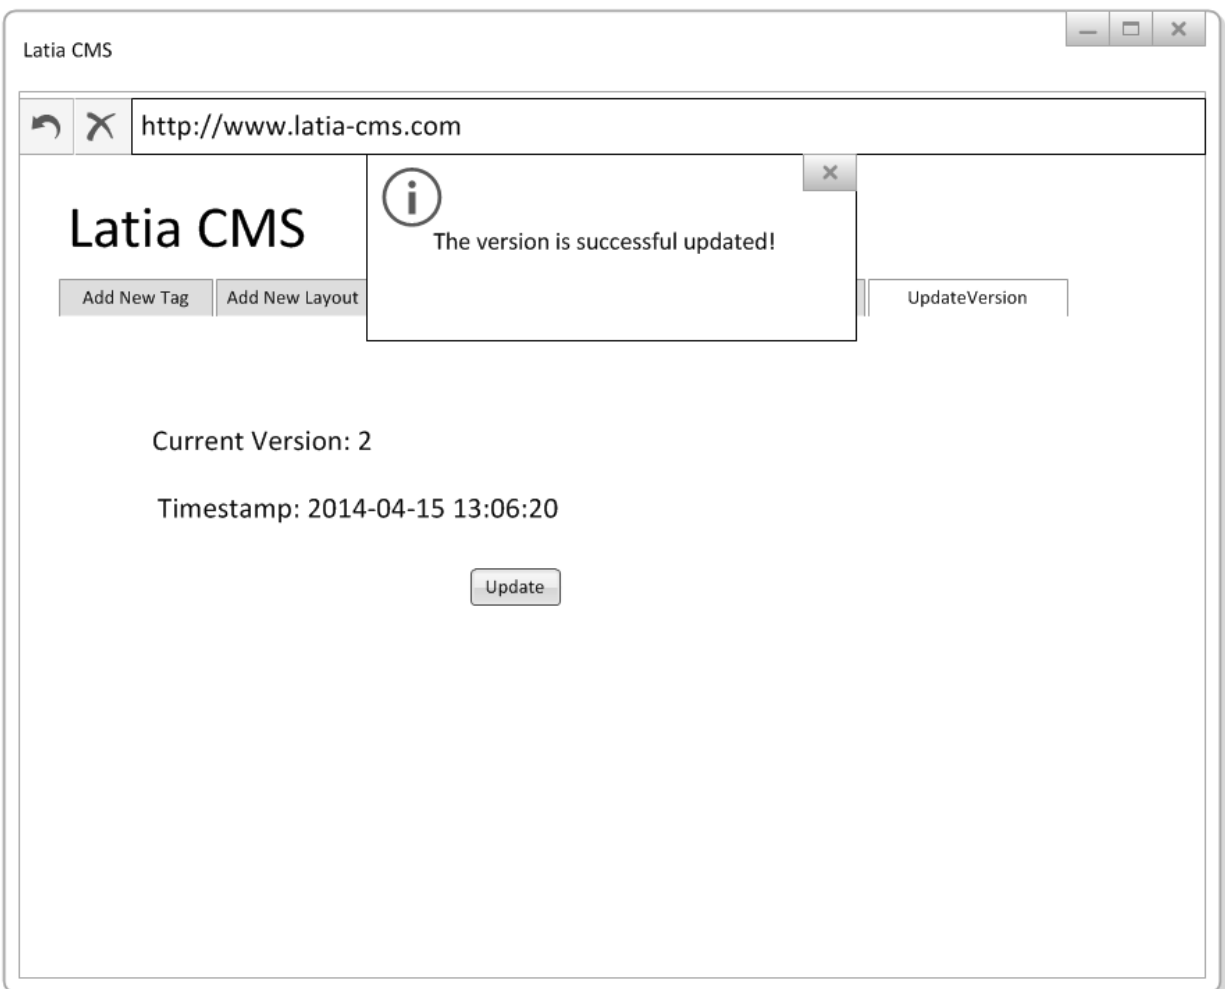 Latia CMS
http://www.latia-cms.com
Latia CMS
The version is successful updated!
Add New Tag
Add New Layout
UpdateVersion
Current Version: 2
Timestamp: 2014-04-15 13:06:20
Update